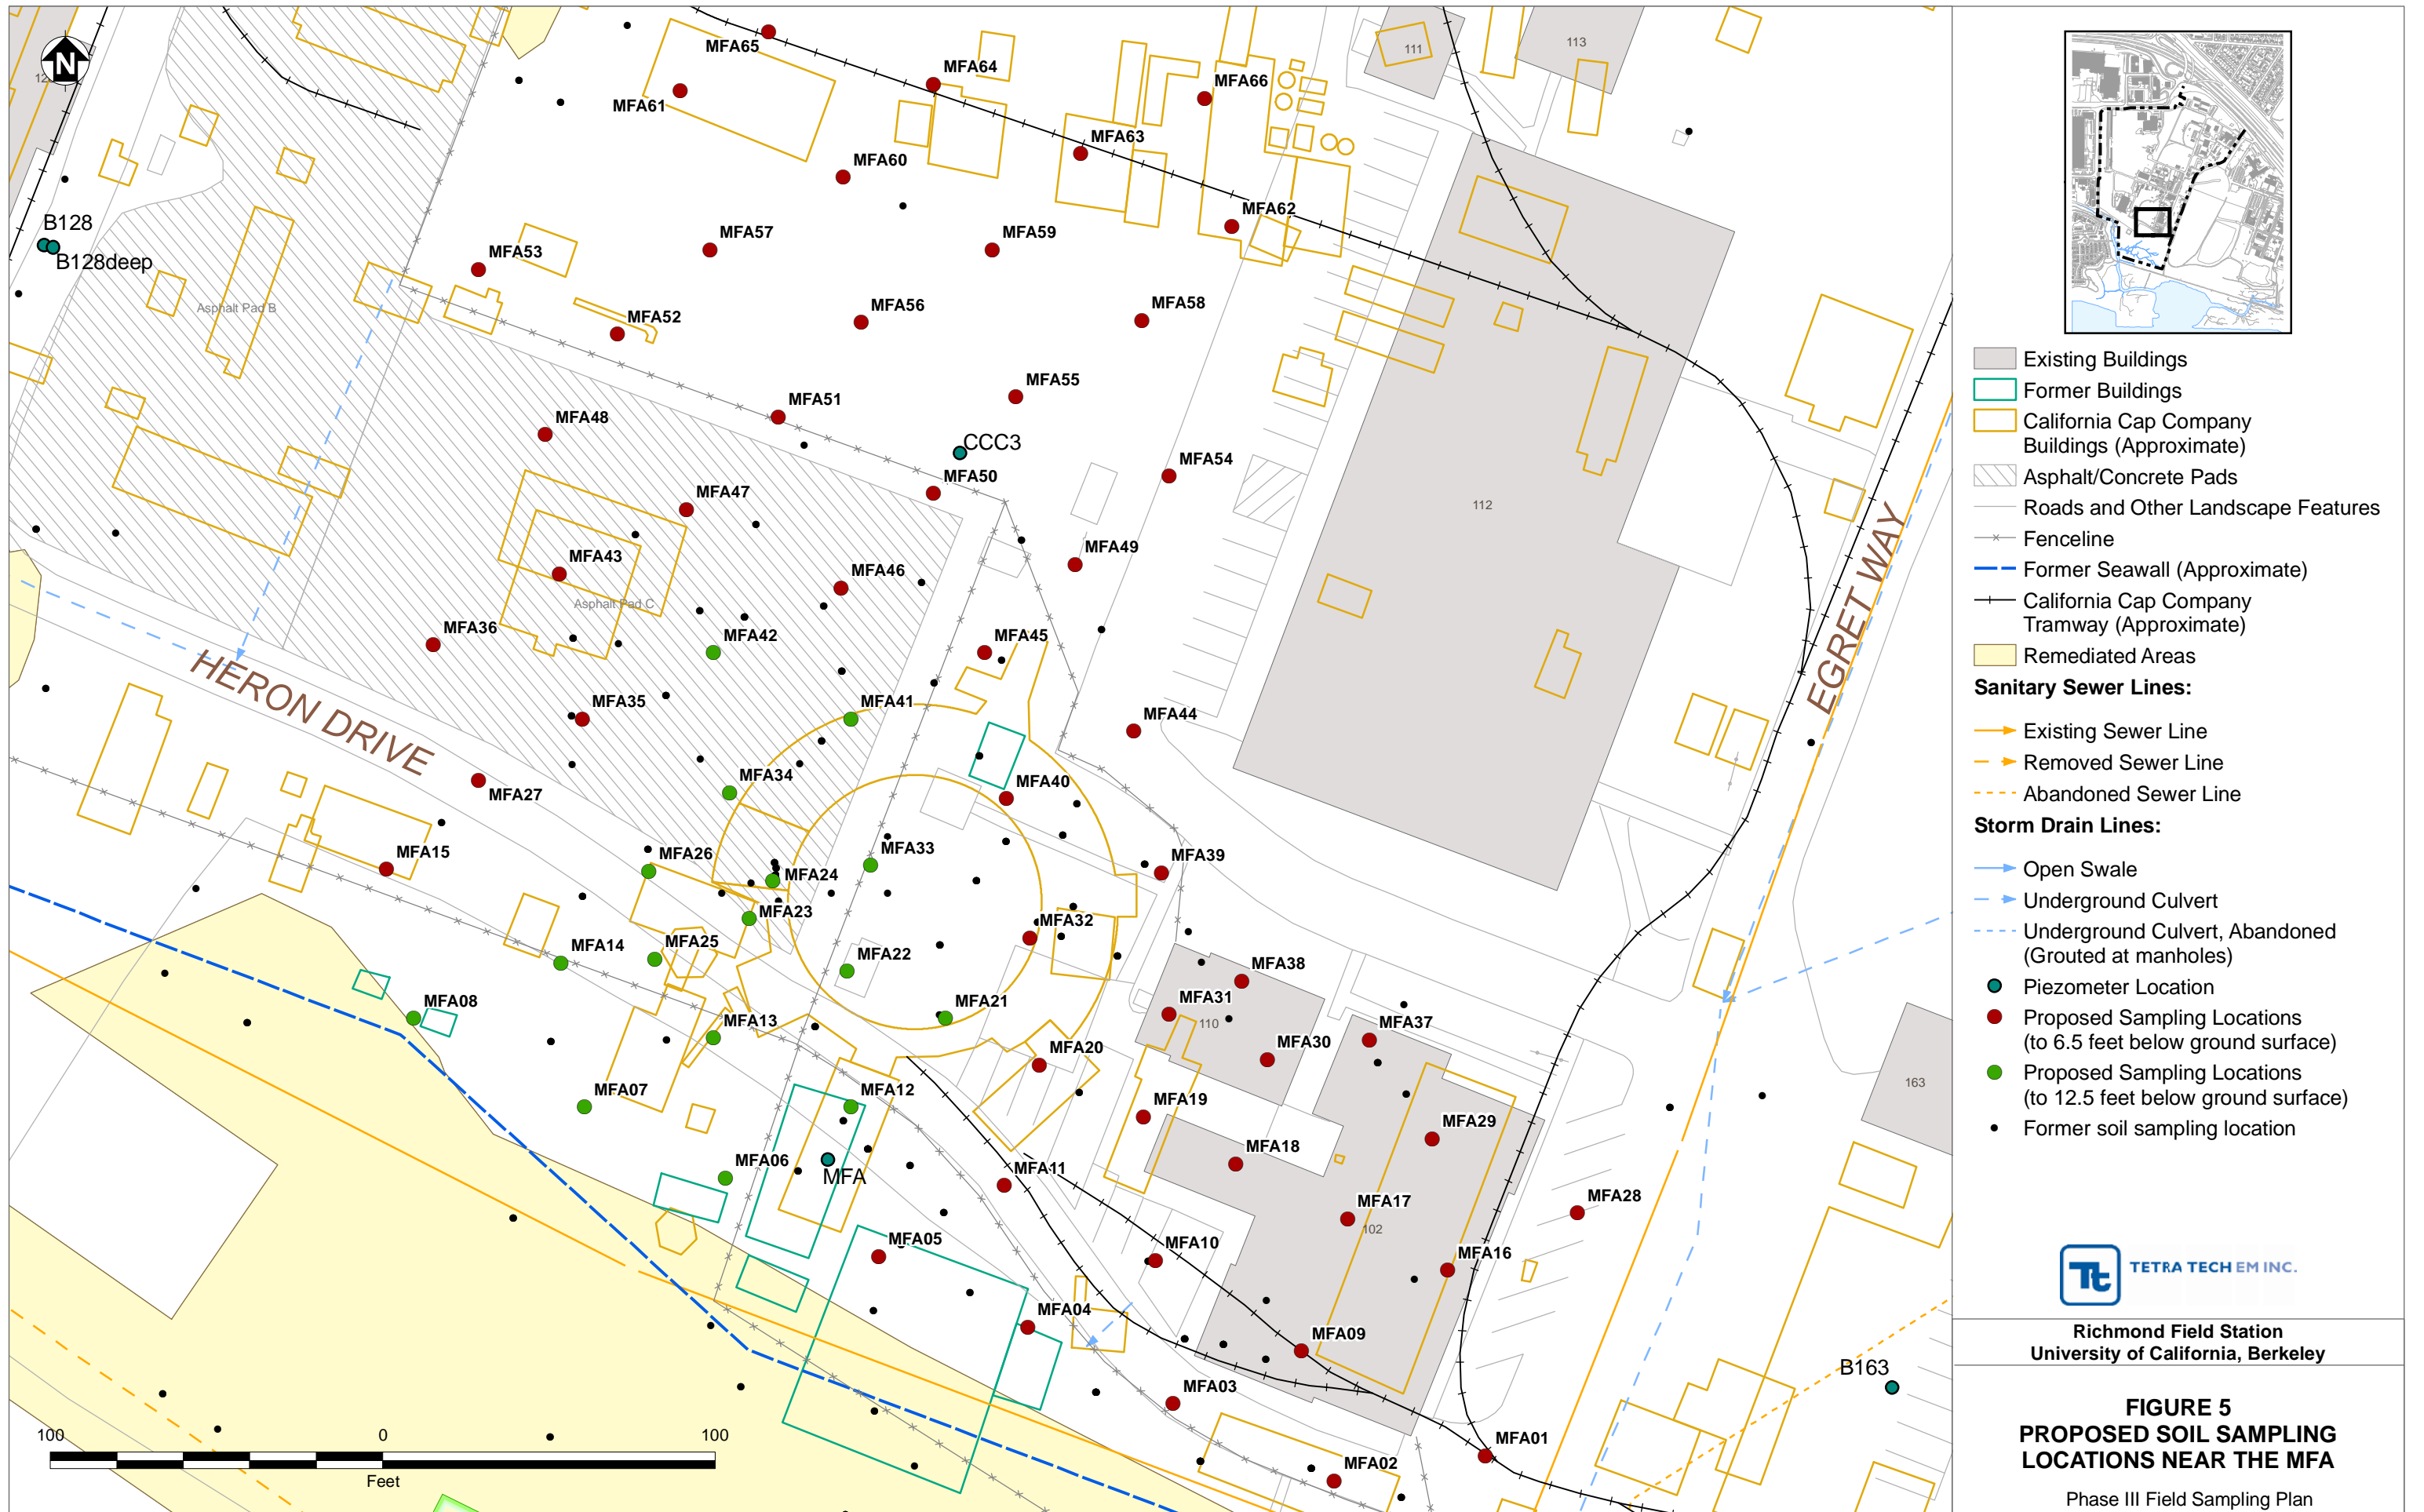 N
MFA65
MFA64
MFA61
MFA66
111
113
MFA63
MFA60
B128
B128deep
MFA53
MFA57
MFA59
MFA62
Asphalt Pad B
MFA52
MFA56
MFA58
MFA48
MFA51
MFA55
CCC3
MFA50
MFA54
MFA47
112
MFA43
Asphalt Pad C
MFA46
MFA49
MFA36
MFA42
MFA45
HERON DRIVE
EGRET WAY
MFA35
MFA41
MFA44
MFA27
MFA34
MFA40
MFA15
MFA26
MFA24
MFA33
MFA39
MFA23
MFA32
MFA14
MFA25
MFA22
MFA38
MFA08
MFA13
MFA21
MFA31
110
MFA37
MFA20
MFA30
163
MFA07
MFA12
MFA19
MFA29
MFA06
MFA
MFA11
MFA18
MFA17
102
MFA28
MFA05
MFA10
MFA16
MFA04
MFA09
MFA03
B163
MFA02
MFA01
100
0
100
Feet
Existing Buildings
Former Buildings
California Cap Company
Buildings (Approximate)
Asphalt/Concrete Pads
Roads and Other Landscape Features
Fenceline
Former Seawall (Approximate)
California Cap Company
Tramway (Approximate)
Remediated Areas
Sanitary Sewer Lines:
Existing Sewer Line
Removed Sewer Line
Abandoned Sewer Line
Storm Drain Lines:
Open Swale
Underground Culvert
Underground Culvert, Abandoned
(Grouted at manholes)
Piezometer Location
Proposed Sampling Locations
(to 6.5 feet below ground surface)
Proposed Sampling Locations
(to 12.5 feet below ground surface)
Former soil sampling location
Tt TETRA TECH EM INC.
Richmond Field Station
University of California, Berkeley
FIGURE 5
PROPOSED SOIL SAMPLING
LOCATIONS NEAR THE MFA
Phase III Field Sampling Plan